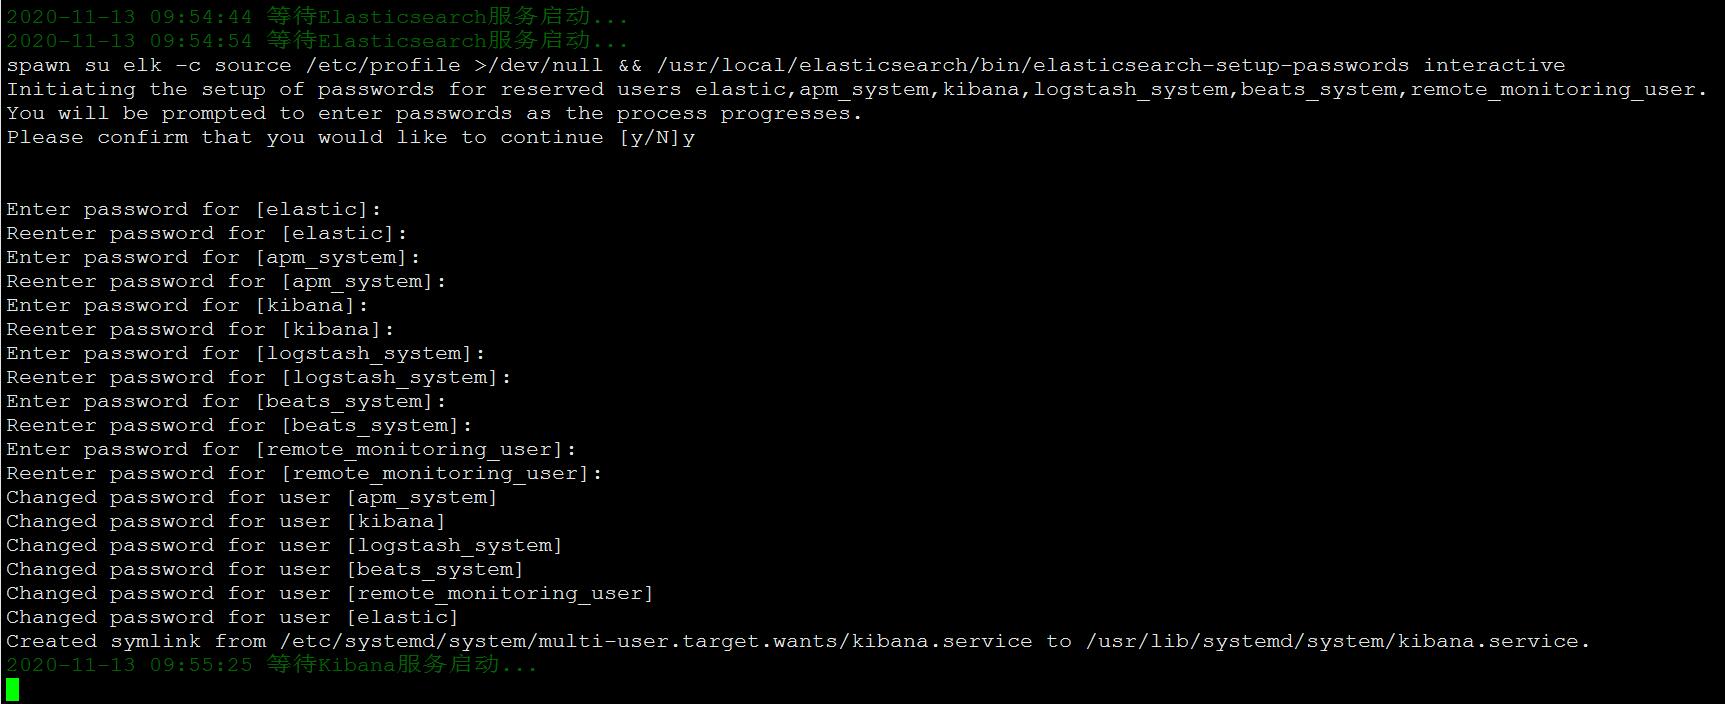 2020-11-13 09:54:44 等待Elasticsearch服务启动...
2020-11-13 09:54:54 等待Elasticsearch服务启动...
spawn su elk -c source /etc/profile >/dev/null && /usr/local/elasticsearch/bin/elasticsearch-setup-passwords interactive
Initiating the setup of passwords for reserved users elastic,apm_system,kibana,logstash_system,beats_system,remote_monitoring_user.
You will be prompted to enter passwords as the process progresses.
Please confirm that you would like to continue [y/N]y
Enter password for [elastic]:
Reenter password for [elastic]:
Enter password for [apm_system]:
Reenter password for [apm_system]:
Enter password for [kibana]:
Reenter password for [kibana]:
Enter password for [logstash_system]:
Reenter password for [logstash_system]:
Enter password for [beats_system]:
Reenter password for [beats_system]:
Enter password for [remote_monitoring_user]:
Reenter password for [remote_monitoring_user]:
Changed password for user [apm_system]
Changed password for user [kibana]
Changed password for user [logstash_system]
Changed password for user [beats_system]
Changed password for user [remote_monitoring_user]
Changed password for user [elastic]
Created symlink from /etc/systemd/system/multi-user.target.wants/kibana.service to /usr/lib/systemd/system/kibana.service.
2020-11-13 09:55:25 等待Kibana服务启动...